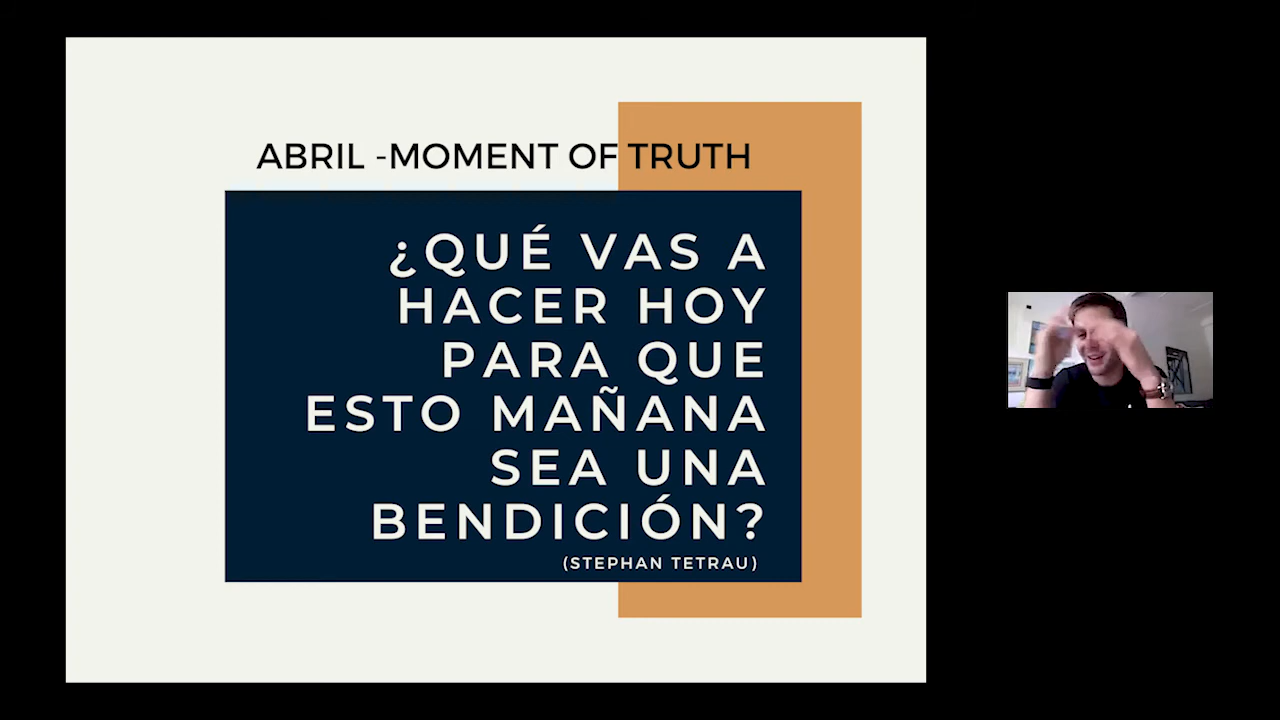 ABRIL -MOMENT OF TRUTH
¿QUÉ VAS A
HACER HOY
PARA QUE
ESTO MAÑANA
SEA UNA
BENDICIÓN?
(STEPHAN TETRAU)